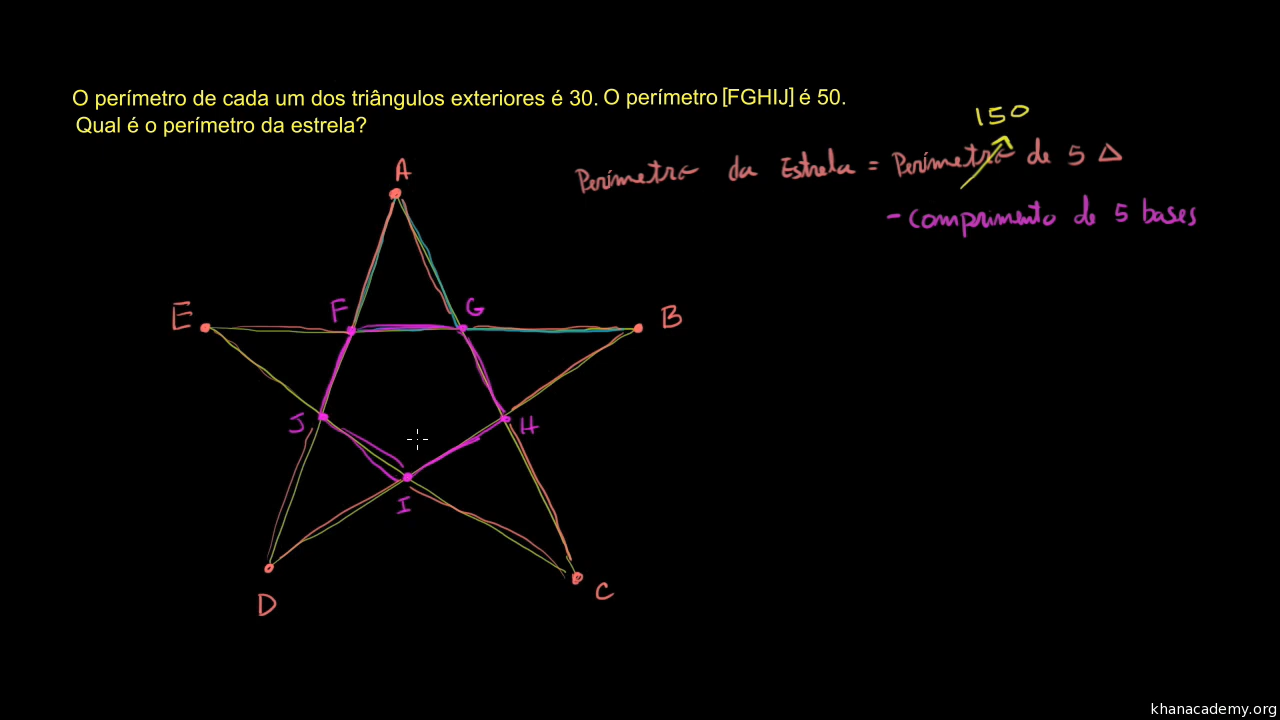 O perímetro de cada um dos triângulos exteriores é 30. O perímetro [FGHIJ] é 50.
Qual é o perímetro da estrela?
150
Perímetro da Estrela = Perímetro de 5 Δ
- comprimento de 5 bases
A
E F G B
J H
I
D C
khanacademy.org